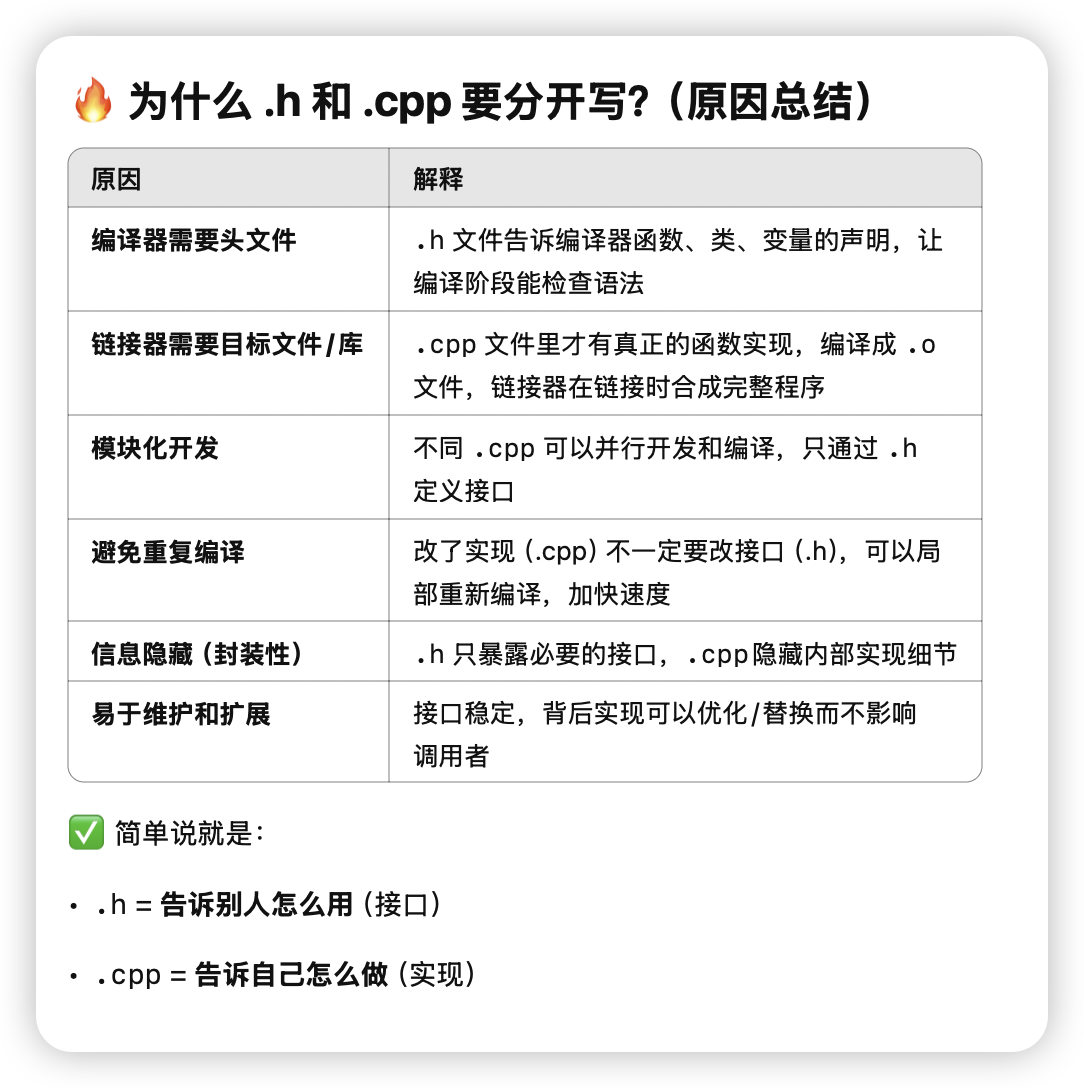 🔥 为什么 .h 和 .cpp 要分开写?（原因总结）
原因 解释
编译器需要头文件 .h 文件告诉编译器函数、类、变量的声明，让
编译阶段能检查语法
链接器需要目标文件/库 .cpp 文件里才有真正的函数实现，编译成 .o
文件，链接器在链接时合成完整程序
模块化开发 不同 .cpp 可以并行开发和编译，只通过 .h
定义接口
避免重复编译 改了实现（.cpp）不一定要改接口（.h），可以局
部重新编译，加快速度
信息隐藏（封装性） .h 只暴露必要的接口，.cpp隐藏内部实现细节
易于维护和扩展 接口稳定，背后实现可以优化/替换而不影响
调用者
✅ 简单说就是：
• .h = 告诉别人怎么用（接口）
• .cpp = 告诉自己怎么做（实现）